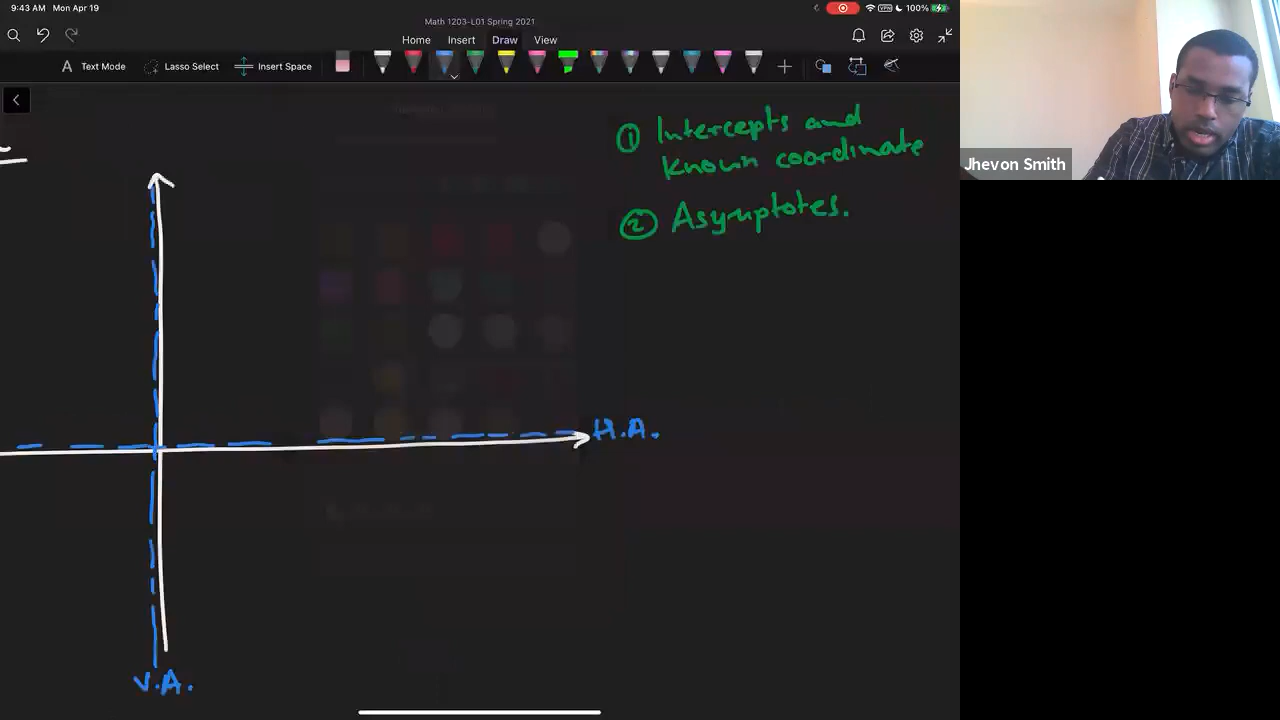 9:43 AM Mon Apr 19
VPN 100%
Math 1203-L01 Spring 2021
Home Insert Draw View
A Text Mode Lasso Select Insert Space
① Intercepts and
known coordinate
② Asymptotes.
H.A.
V.A.
Jhevon Smith